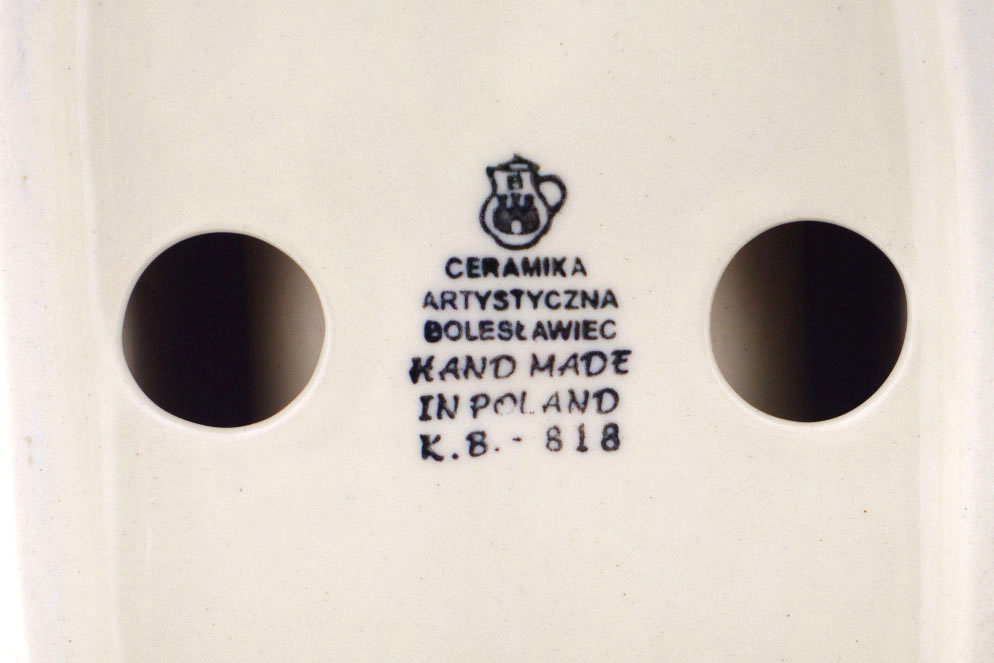 CERAMIKA
ARTYSTYCZNA
BOLESŁAWIEC
HAND MADE
IN POLAND
K.B.- 818